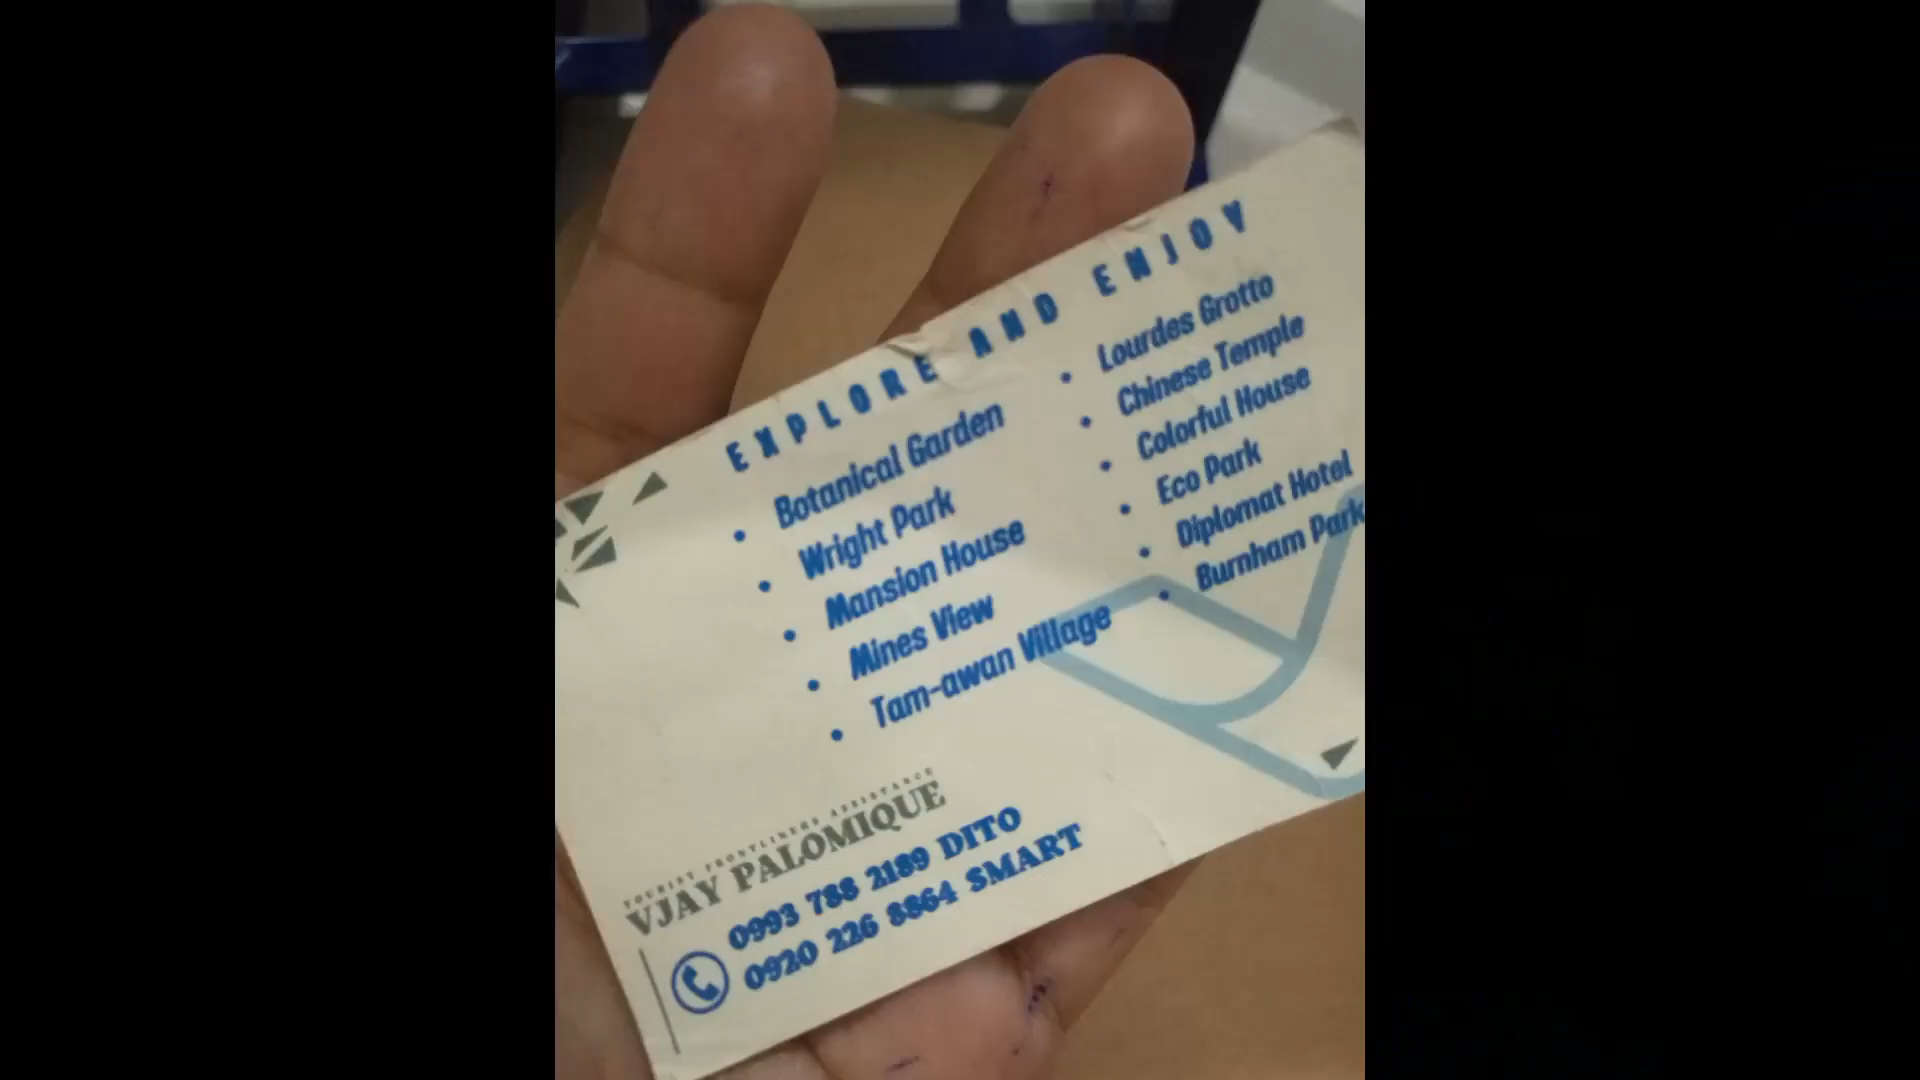 EXPLORE AND ENJOY
Botanical Garden
Wright Park
Mansion House
Mines View
Tam-awan Village
Lourdes Grotto
Chinese Temple
Colorful House
Eco Park
Diplomat Hotel
Burnham Park
TOURIST FRONTLINERS ASSISTANCE
VJAY PALOMIQUE
0993 788 2189 DITO
0920 226 8864 SMART